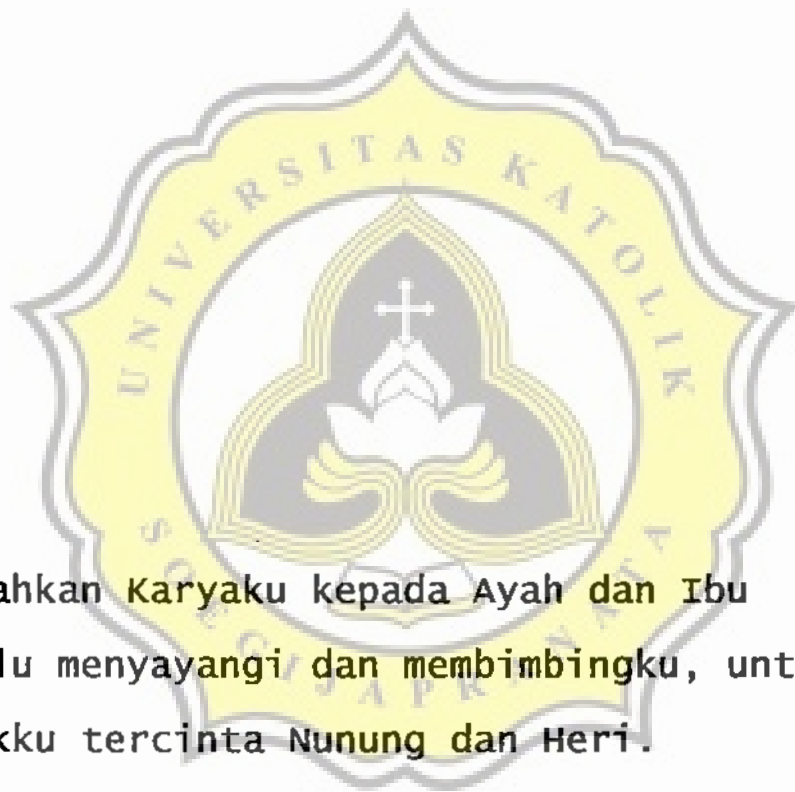 UNIVERSITAS KATOLIK
SOEGIJAPRANATA
ahkan Karyaku kepada Ayah dan Ibu
lu menyayangi dan membimbingku, unt
kku tercinta Nunung dan Heri.